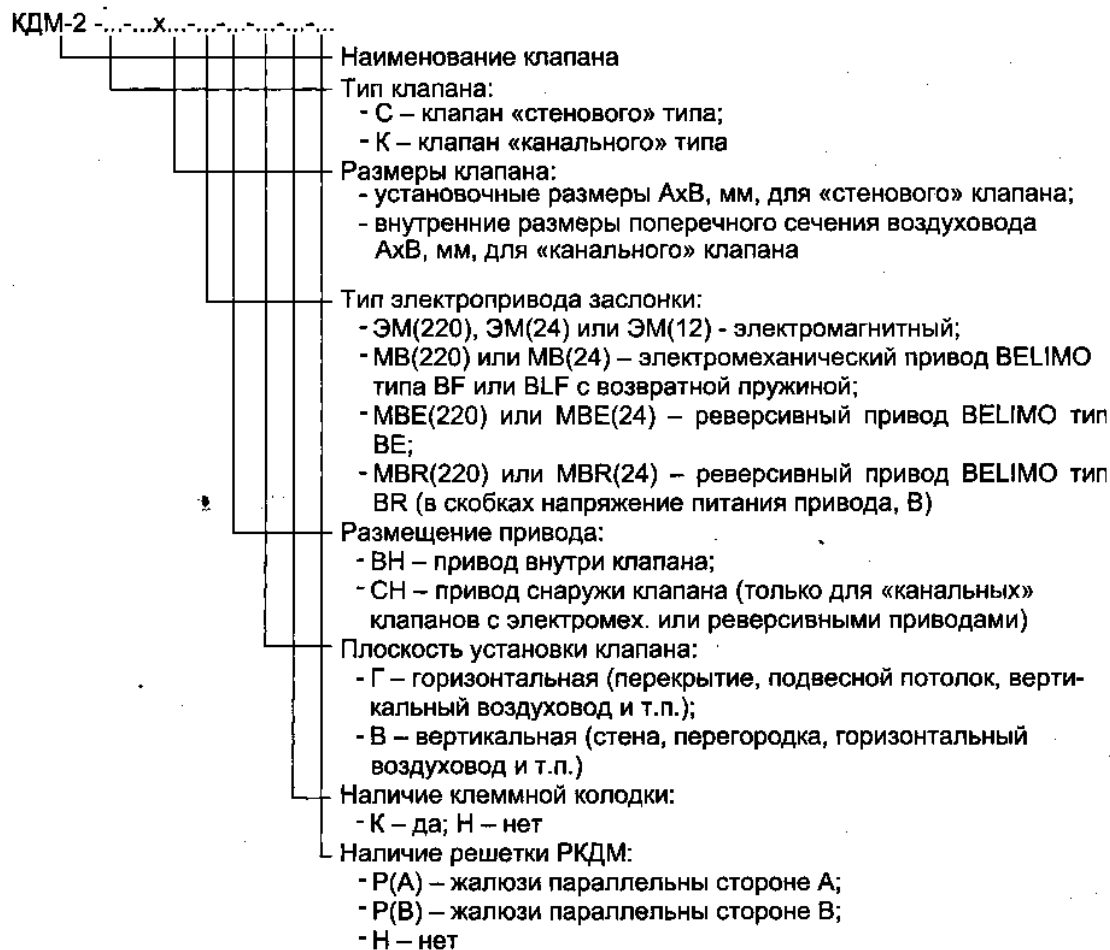 КДМ-2 -...-...х...-...-...-...-...-...
Наименование клапана
Тип клапана:
- С – клапан «стенового» типа;
- К – клапан «канального» типа
Размеры клапана:
- установочные размеры АхВ, мм, для «стенового» клапана;
- внутренние размеры поперечного сечения воздуховода
АхВ, мм, для «канального» клапана
Тип электропривода заслонки:
- ЭМ(220), ЭМ(24) или ЭМ(12) - электромагнитный;
- МВ(220) или МВ(24) – электромеханический привод BELIMO
типа BF или BLF с возвратной пружиной;
- МВЕ(220) или МВЕ(24) – реверсивный привод BELIMO тип
BE;
- MBR(220) или MBR(24) – реверсивный привод BELIMO тип
BR (в скобках напряжение питания привода, В)
Размещение привода:
- ВН – привод внутри клапана;
- СН – привод снаружи клапана (только для «канальных»
клапанов с электромех. или реверсивными приводами)
Плоскость установки клапана:
- Г – горизонтальная (перекрытие, подвесной потолок, верти-
кальный воздуховод и т.п.);
- В – вертикальная (стена, перегородка, горизонтальный
воздуховод и т.п.)
Наличие клеммной колодки:
- К – да; Н – нет
Наличие решетки РКДМ:
- Р(А) – жалюзи параллельны стороне А;
- Р(В) – жалюзи параллельны стороне В;
- Н – нет